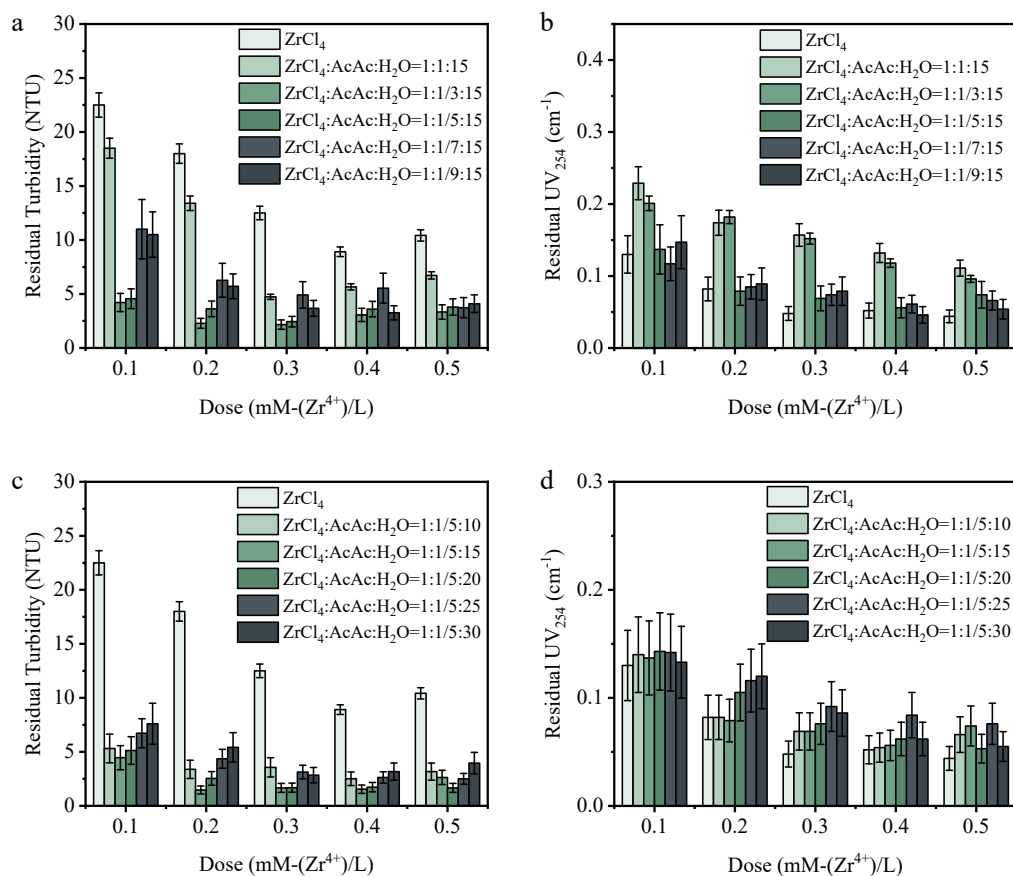 a
30
25
20
15
10
5
0
Residual Turbidity (NTU)
ZrCl₄
ZrCl₄:AcAc:H₂O=1:1:15
ZrCl₄:AcAc:H₂O=1:1/3:15
ZrCl₄:AcAc:H₂O=1:1/5:15
ZrCl₄:AcAc:H₂O=1:1/7:15
ZrCl₄:AcAc:H₂O=1:1/9:15
0.1 0.2 0.3 0.4 0.5
Dose (mM-(Zr⁴⁺)/L)
b
0.4
0.3
0.2
0.1
0.0
Residual UV₂₅₄ (cm⁻¹)
ZrCl₄
ZrCl₄:AcAc:H₂O=1:1:15
ZrCl₄:AcAc:H₂O=1:1/3:15
ZrCl₄:AcAc:H₂O=1:1/5:15
ZrCl₄:AcAc:H₂O=1:1/7:15
ZrCl₄:AcAc:H₂O=1:1/9:15
0.1 0.2 0.3 0.4 0.5
Dose (mM-(Zr⁴⁺)/L)
c
30
25
20
15
10
5
0
Residual Turbidity (NTU)
ZrCl₄
ZrCl₄:AcAc:H₂O=1:1/5:10
ZrCl₄:AcAc:H₂O=1:1/5:15
ZrCl₄:AcAc:H₂O=1:1/5:20
ZrCl₄:AcAc:H₂O=1:1/5:25
ZrCl₄:AcAc:H₂O=1:1/5:30
0.1 0.2 0.3 0.4 0.5
Dose (mM-(Zr⁴⁺)/L)
d
0.3
0.2
0.1
0.0
Residual UV₂₅₄ (cm⁻¹)
ZrCl₄
ZrCl₄:AcAc:H₂O=1:1/5:10
ZrCl₄:AcAc:H₂O=1:1/5:15
ZrCl₄:AcAc:H₂O=1:1/5:20
ZrCl₄:AcAc:H₂O=1:1/5:25
ZrCl₄:AcAc:H₂O=1:1/5:30
0.1 0.2 0.3 0.4 0.5
Dose (mM-(Zr⁴⁺)/L)